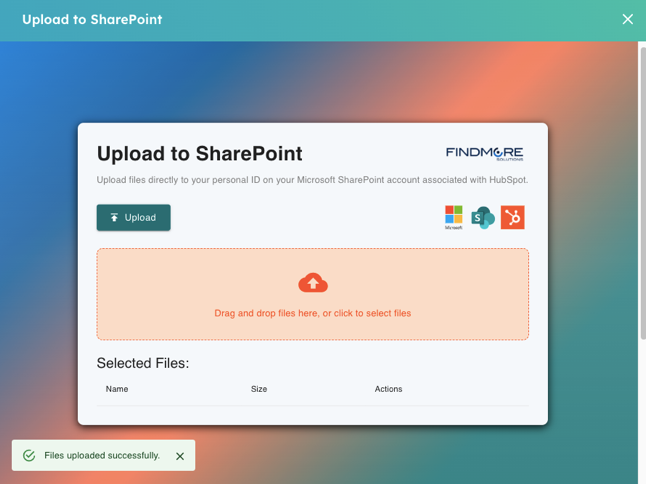 Upload to SharePoint
Upload to SharePoint
FINDMORE
SOLUTIONS
Upload files directly to your personal ID on your Microsoft SharePoint account associated with HubSpot.
Upload
Microsoft
S
Drag and drop files here, or click to select files
Selected Files:
Name Size Actions
Files uploaded successfully.